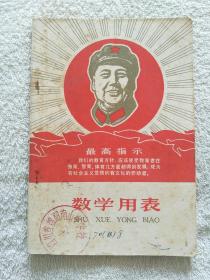 最高指示
我们的教育方针，应该使受教育者在
德育、智育、体育几方面都得到发展，成为
有社会主义觉悟的有文化的劳动者。
数学用表
SHU XUE YONG BIAO